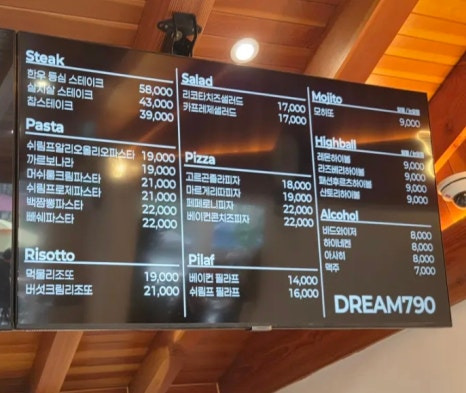 Steak
한우 등심 스테이크 58,000
살치살 스테이크 43,000
찹스테이크 39,000
Pasta
쉬림프알리오올리오파스타 19,000
까르보나라 19,000
머쉬룸크림파스타 21,000
쉬림프로제파스타 21,000
백짬뽕파스타 22,000
뻬쉬파스타 22,000
Risotto
먹물리조또 19,000
버섯크림리조또 21,000
Salad
리코타치즈샐러드 17,000
카프레제샐러드 17,000
Pizza
고르곤졸라피자 18,000
마르게리따피자 19,000
페페로니피자 22,000
베이컨콘치즈피자 22,000
Pilaf
베이컨 필라프 14,000
쉬림프 필라프 16,000
Mojito
모히또 9,000
Highball
레몬하이볼 9,000
라즈베리하이볼 9,000
패션후르츠하이볼 9,000
산토리하이볼 9,000
Alcohol
버드와이저 8,000
하이네켄 8,000
아사히 8,000
맥주 7,000
DREAM790